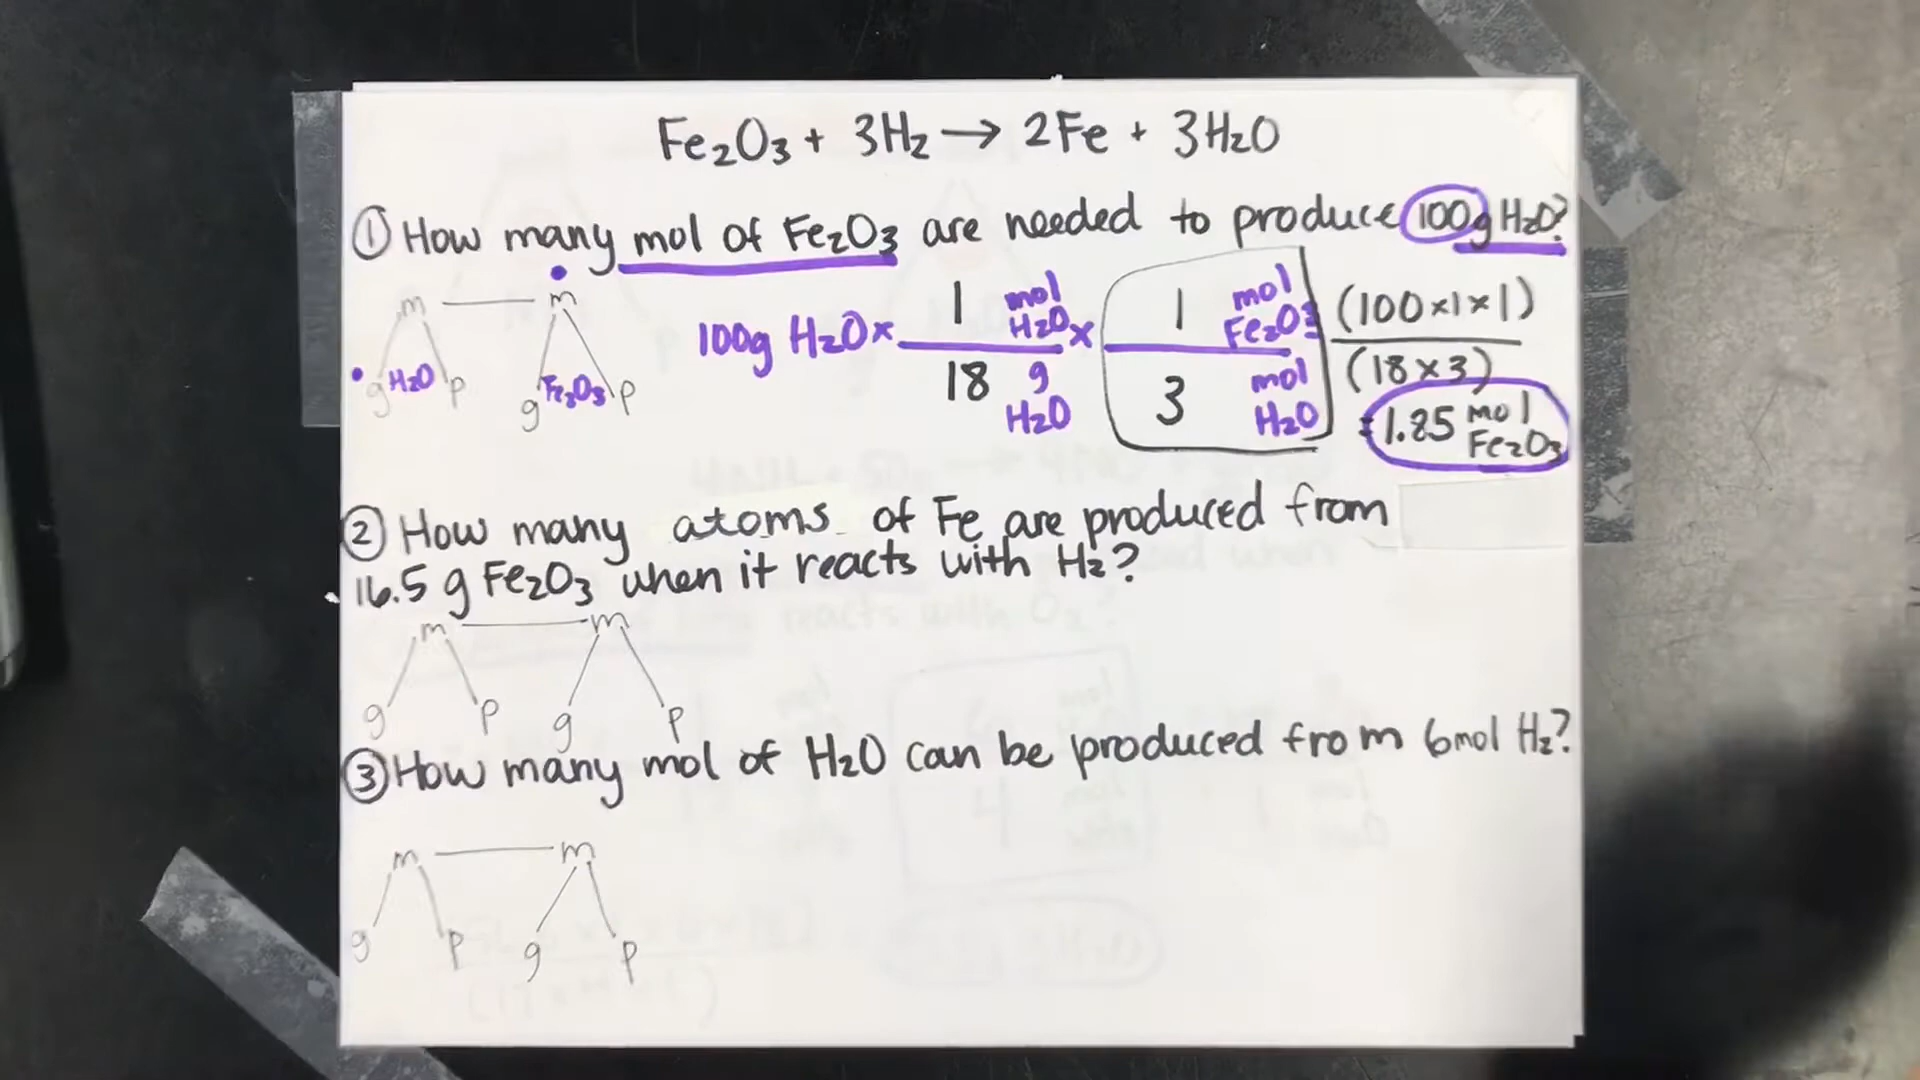 Fe₂O₃ + 3H₂ → 2Fe + 3H₂O
① How many mol of Fe₂O₃ are needed to produce 100g H₂O?
m m
g H₂O p g Fe₂O₃ p
100g H₂O x 1 mol H₂O x 1 mol Fe₂O₃ (100x1x1)
18 g H₂O 3 mol H₂O (18 x 3)
= 1.85 mol Fe₂O₃
② How many atoms of Fe are produced from
16.5 g Fe₂O₃ when it reacts with H₂?
m m
g p g p
③ How many mol of H₂O can be produced from 6mol H₂?
m m
g p g p